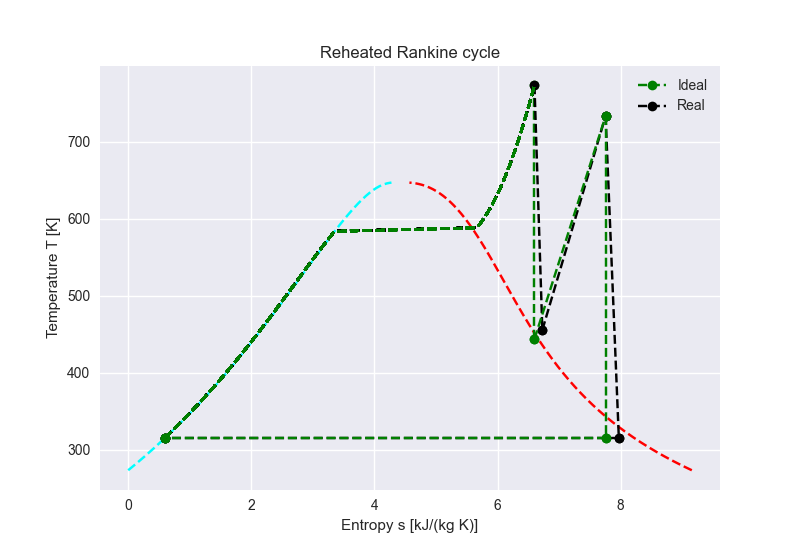 Reheated Rankine cycle
Ideal
Real
700
600
500
400
300
Temperature T [K]
0 2 4 6 8
Entropy s [kJ/(kg K)]